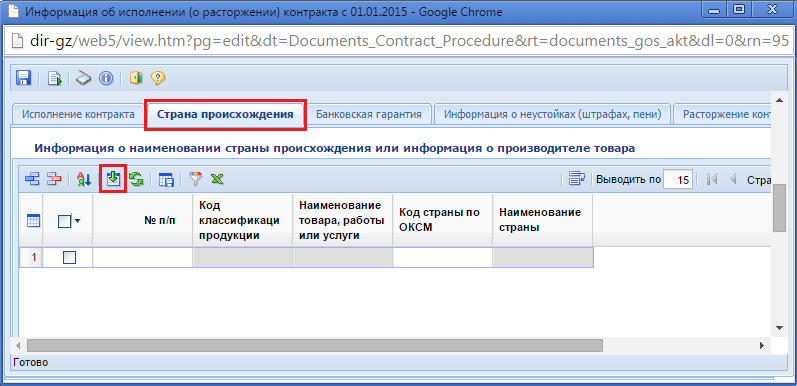 Информация об исполнении (о расторжении) контракта с 01.01.2015 - Google Chrome
dir-gz/web5/view.htm?pg=edit&dt=Documents_Contract_Procedure&rt=documents_gos_akt&dl=0&rn=95
Исполнение контракта Страна происхождения Банковская гарантия Информация о неустойках (штрафах, пени) Расторжение конт
Информация о наименовании страны происхождения или информация о производителе товара
Выводить по 15 Стра
№ п/п
Код
классификаци
продукции
Наименование
товара, работы
или услуги
Код страны по
ОКСМ
Наименование
страны
1
Готово